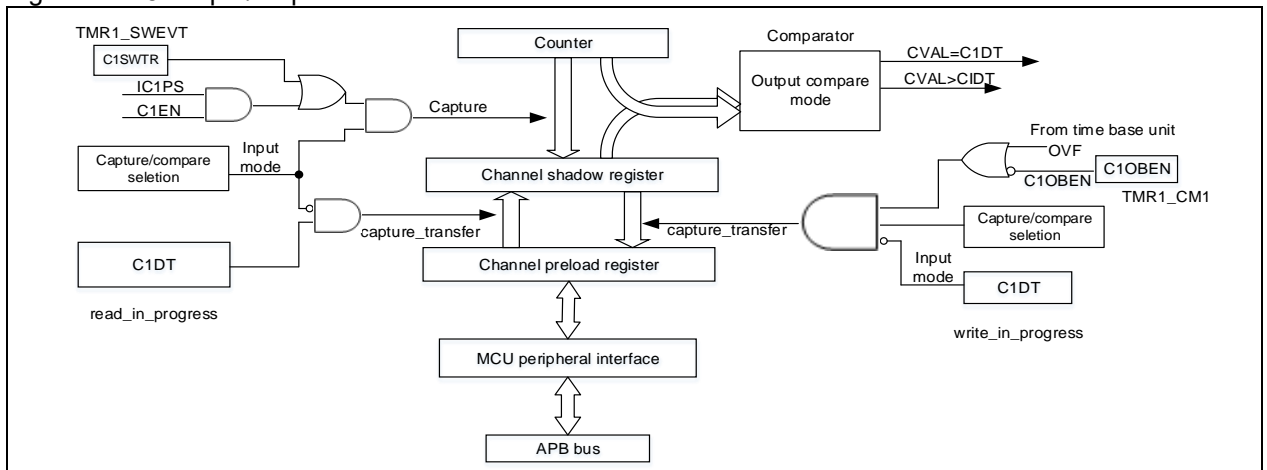 TMR1_SWEVT
C1SWTR
IC1PS
C1EN
Capture/compare
seletion
Input
mode
C1DT
read_in_progress
Capture
capture_transfer
Counter
Channel shadow register
Channel preload register
MCU peripheral interface
APB bus
Comparator
Output compare
mode
CVAL=C1DT
CVAL>CIDT
From time base unit
OVF
C1OBEN
C1OBEN
TMR1_CM1
capture_transfer
Capture/compare
seletion
Input
mode
C1DT
write_in_progress